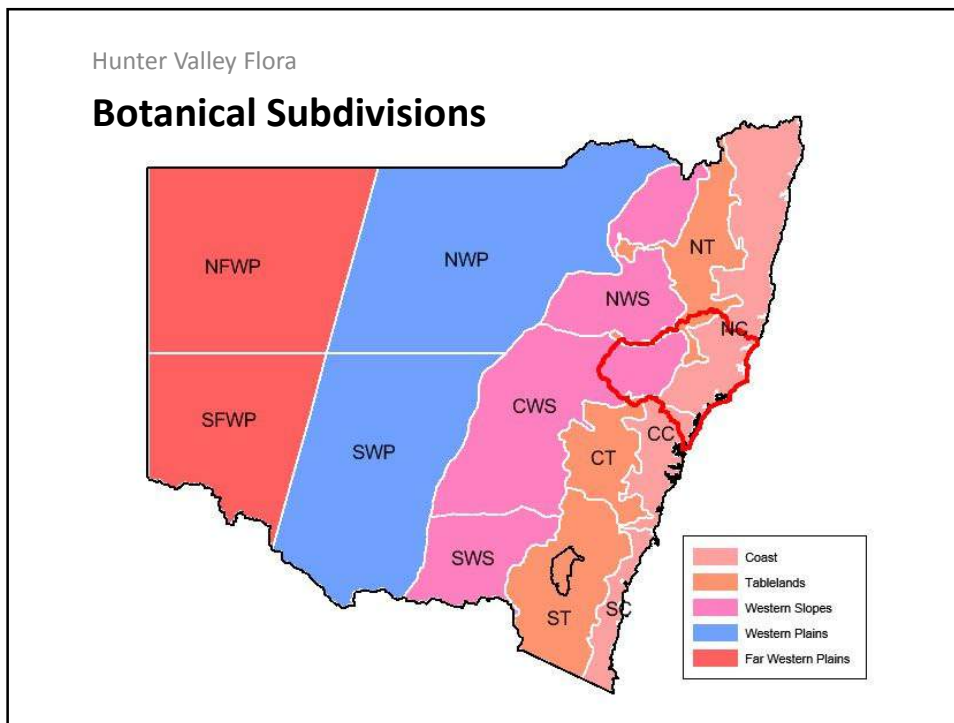 Hunter Valley Flora
Botanical Subdivisions
NT
NFWP
NWP
NWS
NC
SFWP
CWS
CC
SWP
CT
SWS
ST
SC
Coast
Tablelands
Western Slopes
Western Plains
Far Western Plains